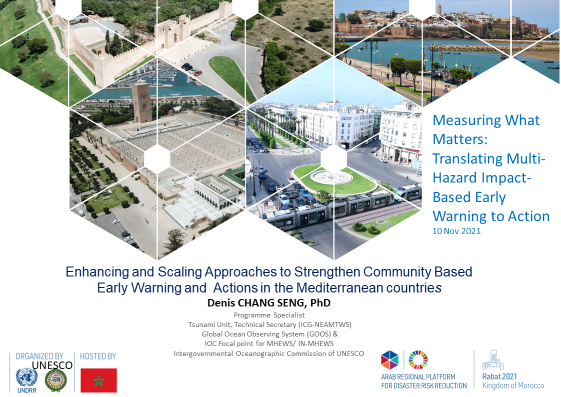 Measuring What
Matters:
Translating Multi-
Hazard Impact-
Based Early
Warning to Action
10 Nov 2021
Enhancing and Scaling Approaches to Strengthen Community Based
Early Warning and Actions in the Mediterranean countries
Denis CHANG SENG, PhD
Programme Specialist
Tsunami Unit, Technical Secretary (ICG-NEAMTWS)
Global Ocean Observing System (GOOS) &
IOC Focal point for MHEWS/ IN-MHEWS
Intergovernmental Oceanographic Commission of UNESCO
ORGANIZED BY
UNESCO
HOSTED BY
UNDRR
ARAB REGIONAL PLATFORM
FOR DISASTER RISK REDUCTION
Rabat 2021
Kingdom of Morocco